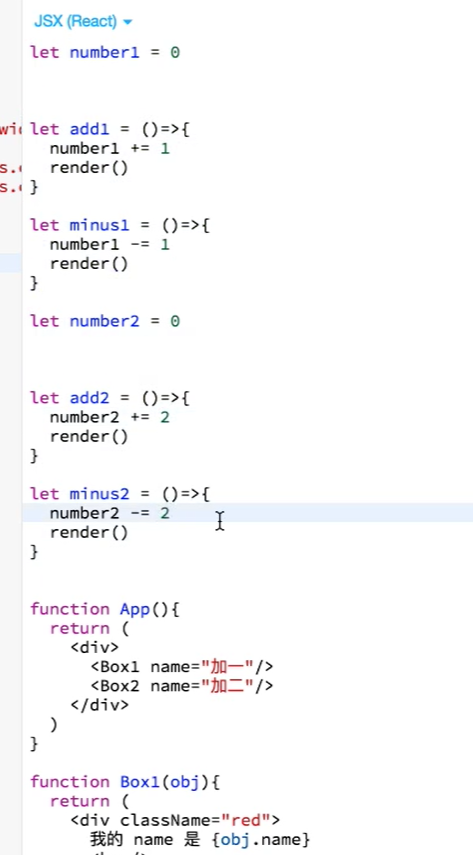 JSX (React)
let number1 = 0
let add1 = ()=>{
number1 += 1
render()
}
let minus1 = ()=>{
number1 -= 1
render()
}
let number2 = 0
let add2 = ()=>{
number2 += 2
render()
}
let minus2 = ()=>{
number2 -= 2
render()
}
function App(){
return (
<div>
<Box1 name="加一"/>
<Box2 name="加二"/>
</div>
)
}
function Box1(obj){
return (
<div className="red">
我的 name 是 {obj.name}